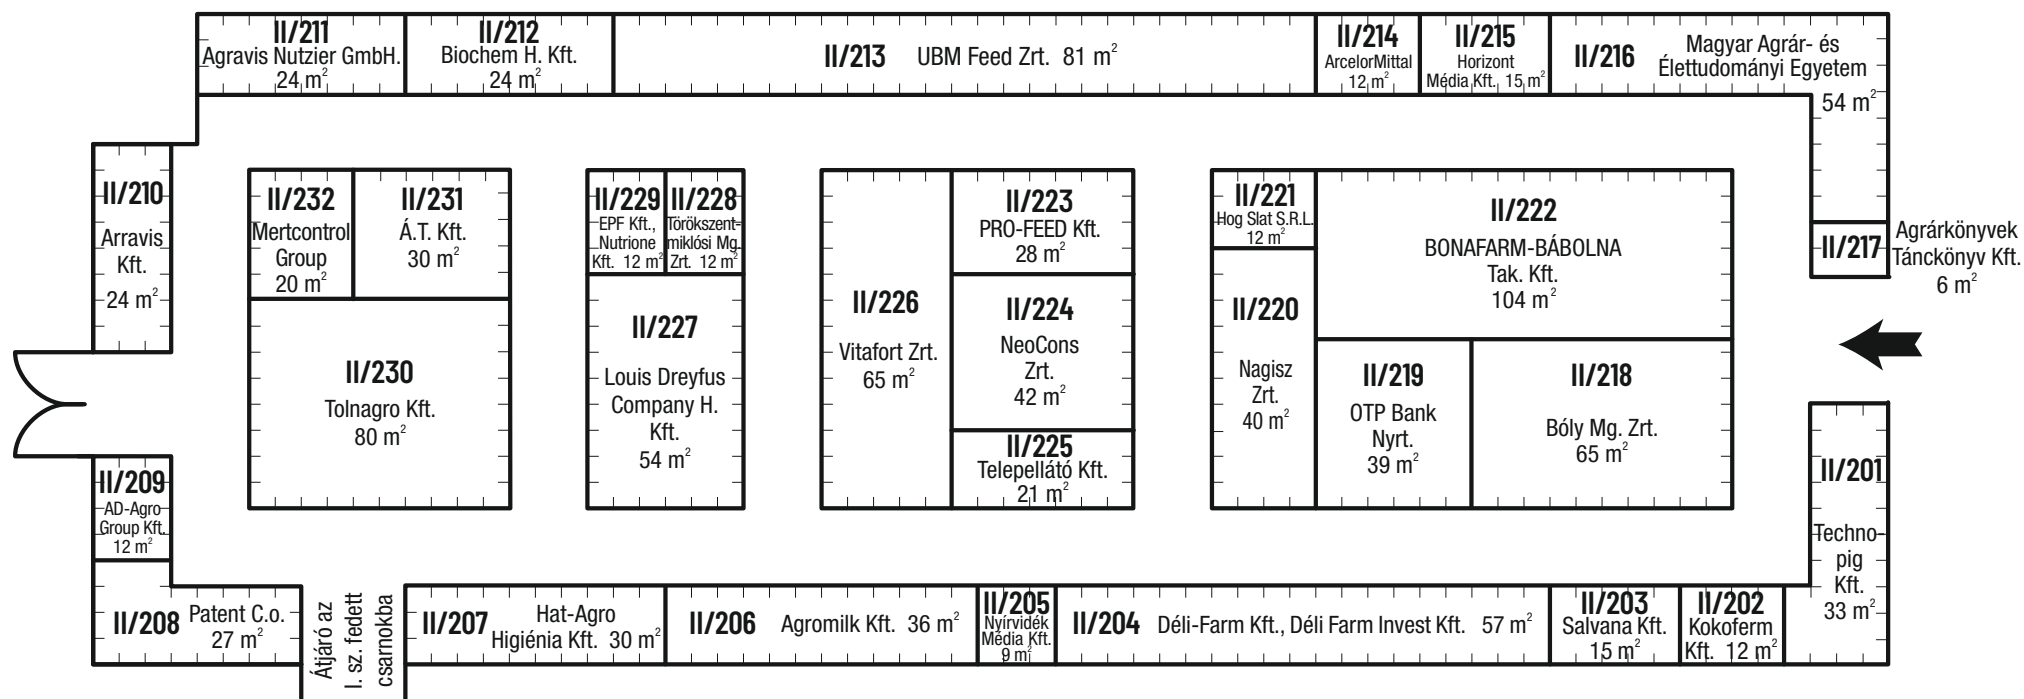 II/211
Agravis Nutzier GmbH.
24 m²
II/212
Biochem H. Kft.
24 m²
II/213 UBM Feed Zrt. 81 m²
II/214
ArcelorMittal
12 m²
II/215
Horizont
Média Kft. 15 m²
II/216
Magyar Agrár- és
Élettudományi Egyetem
54 m²
II/210
Arravis
Kft.
24 m²
II/232
Mertcontrol
Group
20 m²
II/231
Á.T. Kft.
30 m²
II/230
Tolnagro Kft.
80 m²
II/229
EPF Kft.,
Nutrione
Kft. 12 m²
II/228
Törökszent-
miklósi Mg.
Zrt. 12 m²
II/227
Louis Dreyfus
Company H.
Kft.
54 m²
II/226
Vitafort Zrt.
65 m²
II/223
PRO-FEED Kft.
28 m²
II/224
NeoCons
Zrt.
42 m²
II/225
Telepellátó Kft.
21 m²
II/221
Hog Slat S.R.L.
12 m²
II/220
Nagisz
Zrt.
40 m²
II/222
BONAFARM-BÁBOLNA
Tak. Kft.
104 m²
II/219
OTP Bank
Nyrt.
39 m²
II/218
Bóly Mg. Zrt.
65 m²
II/217
Agrárkönyvek
Tánckönyv Kft.
6 m²
II/201
Techno-
pig
Kft.
33 m²
II/209
AD-Agro
Group Kft.
12 m²
II/208
Patent C.o.
27 m²
Átjáró az
I. sz. fedett
csarnokba
II/207
Hat-Agro
Higiénia Kft. 30 m²
II/206 Agromilk Kft. 36 m²
II/205
Nyírvidék
Média Kft.
9 m²
II/204 Déli-Farm Kft., Déli Farm Invest Kft. 57 m²
II/203
Salvana Kft.
15 m²
II/202
Kokoferm
Kft. 12 m²